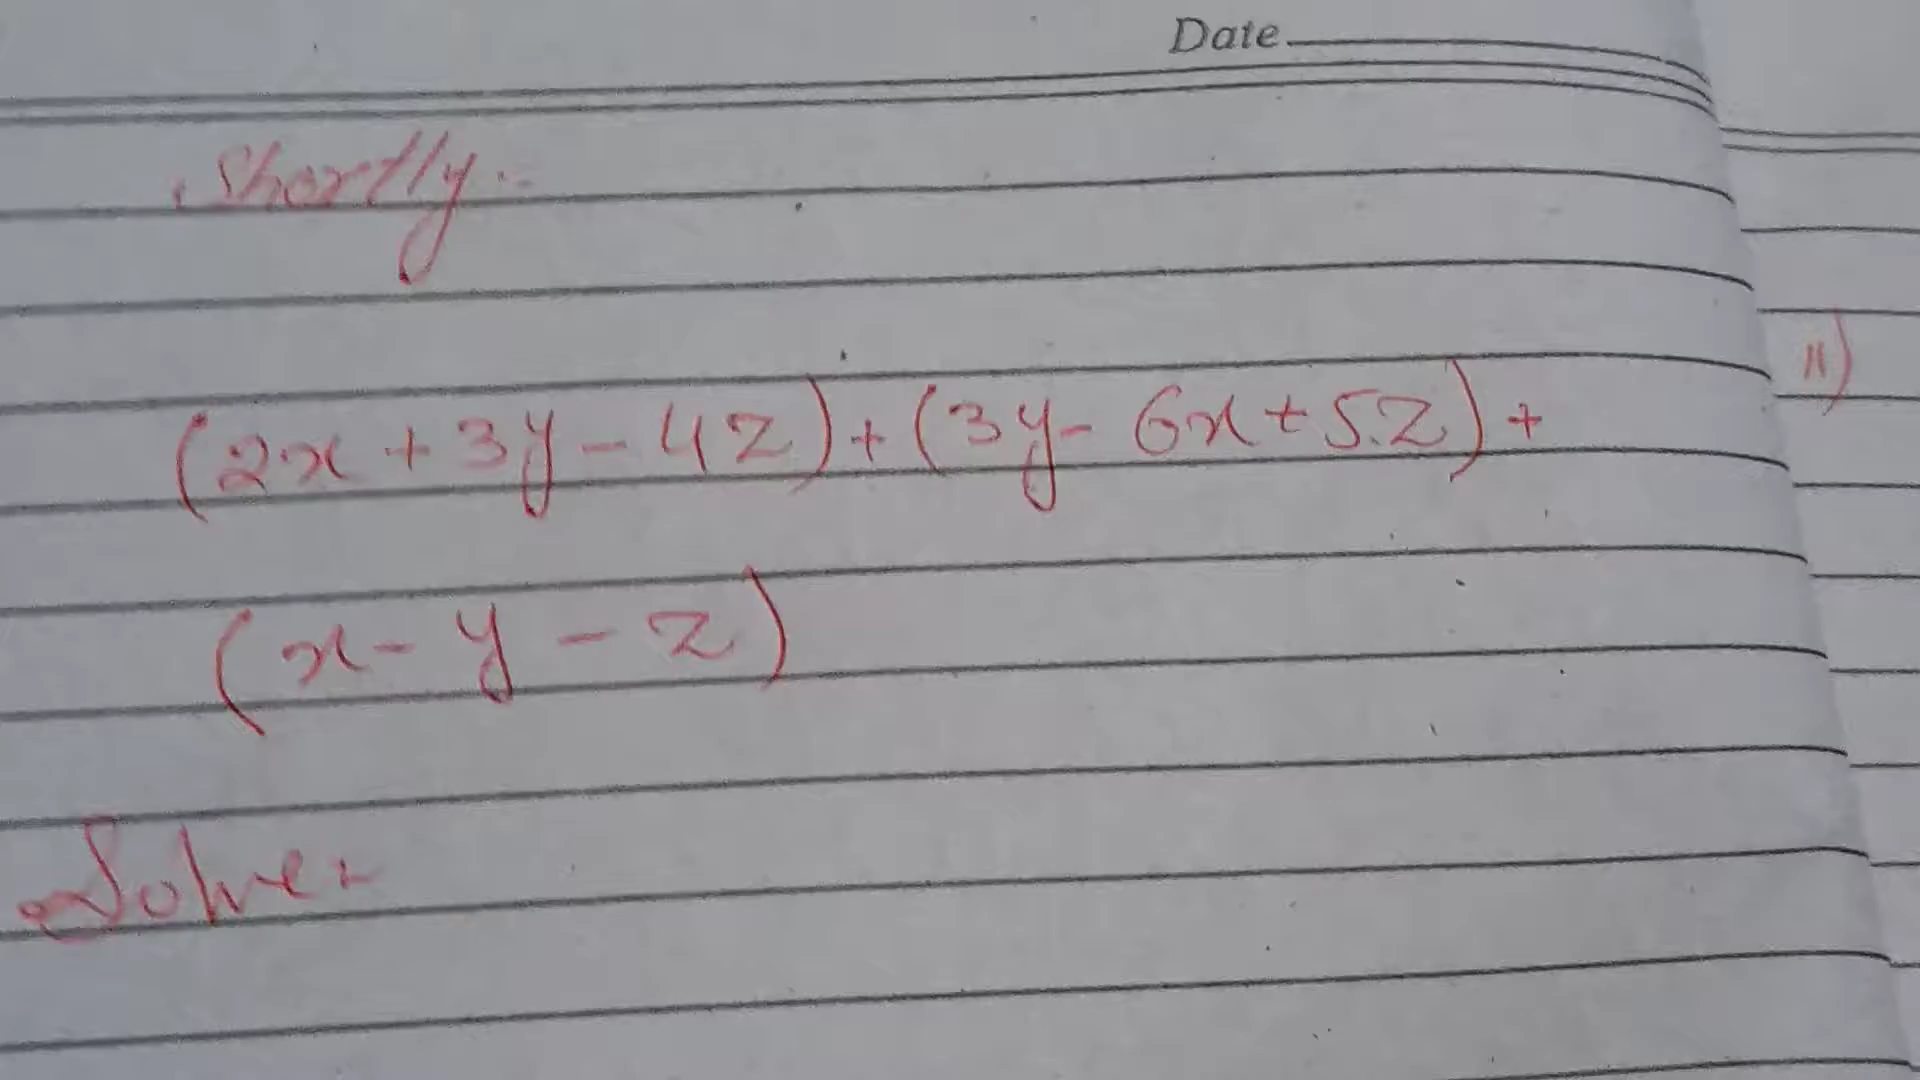 Date
Shortly :-
(2x + 3y - 4z) + (3y - 6x + 5z) +
11)
(x - y - z)
Solve:-